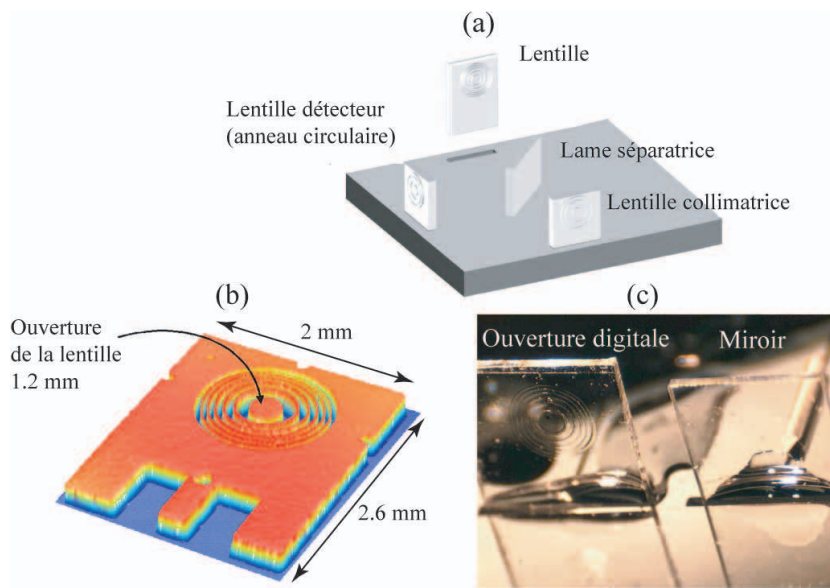 (a)
Lentille
Lentille détecteur
(anneau circulaire)
Lame séparatrice
Lentille collimatrice
(b)
Ouverture
de la lentille
1.2 mm
2 mm
2.6 mm
(c)
Ouverture digitale
Miroir